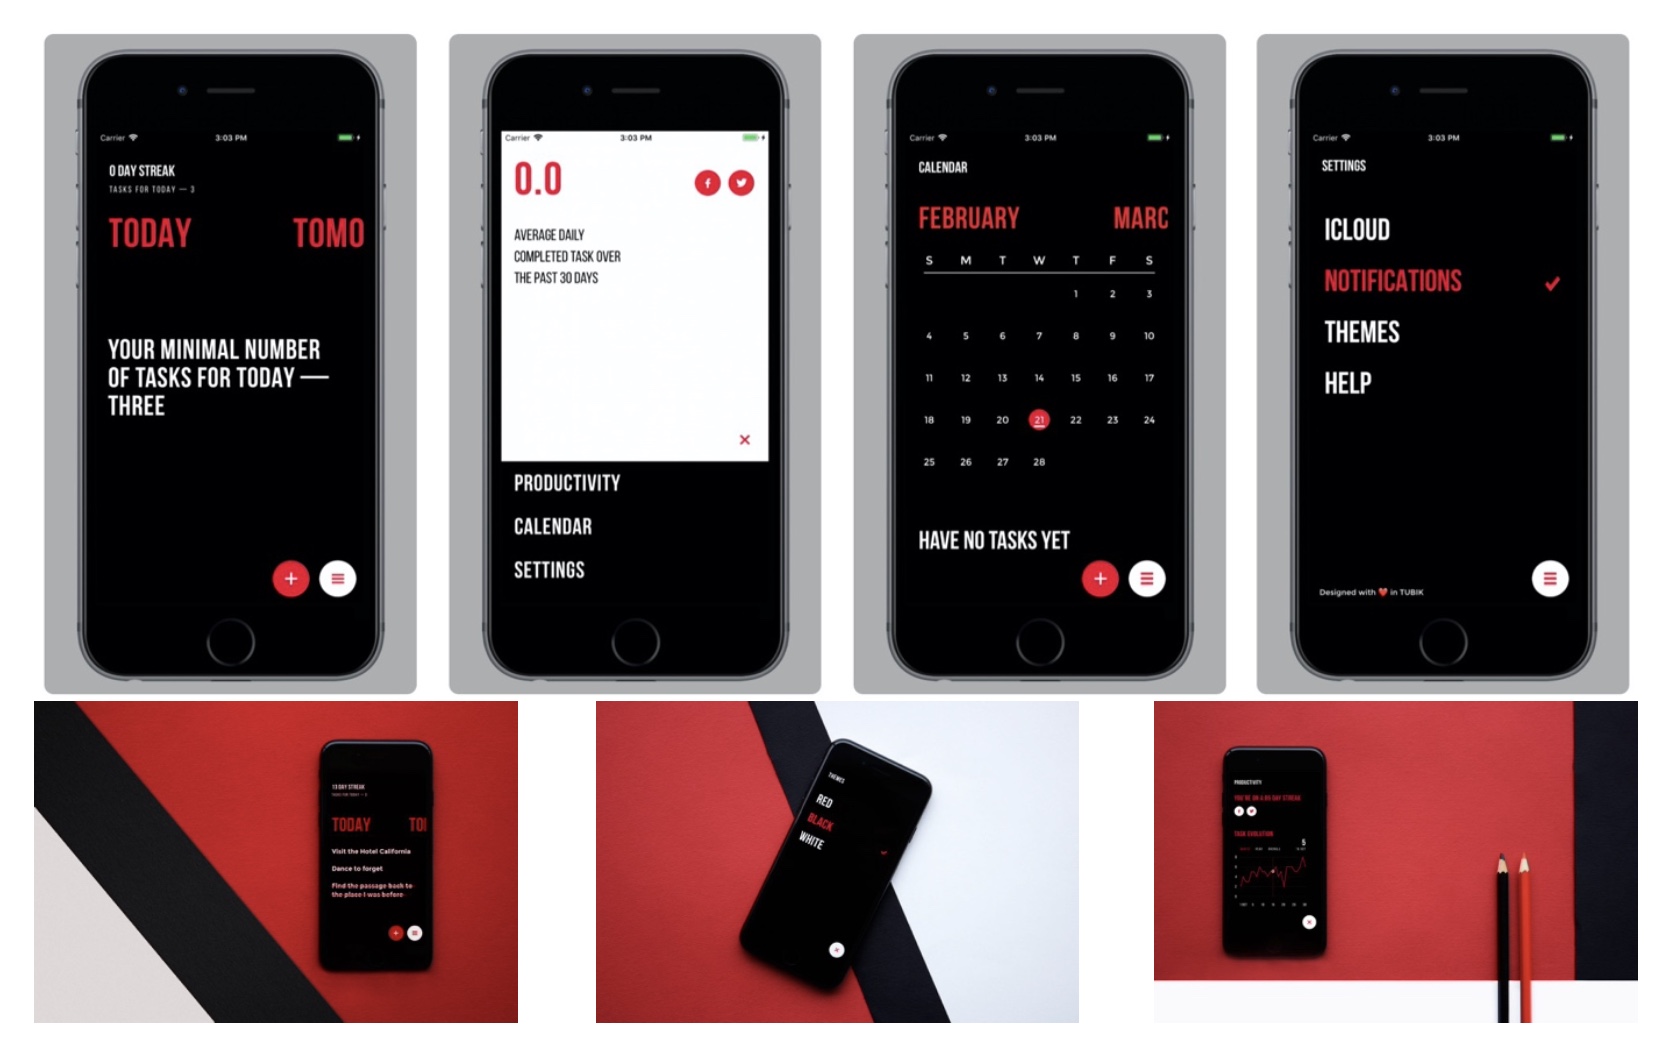 Carrier
3:03 PM
0 DAY STREAK
TASKS FOR TODAY — 3
TODAY
TOMO
YOUR MINIMAL NUMBER
OF TASKS FOR TODAY —
THREE
Carrier
3:03 PM
0.0
AVERAGE DAILY
COMPLETED TASK OVER
THE PAST 30 DAYS
PRODUCTIVITY
CALENDAR
SETTINGS
Carrier
3:03 PM
CALENDAR
FEBRUARY
MARC
S M T W T F S
1 2 3
4 5 6 7 8 9 10
11 12 13 14 15 16 17
18 19 20 21 22 23 24
25 26 27 28
HAVE NO TASKS YET
Carrier
3:03 PM
SETTINGS
ICLOUD
NOTIFICATIONS
THEMES
HELP
Designed with ❤️ in TUBIK
13 DAY STREAK
TODAY
TO
Visit the Hotel California
Dance to forget
Find the passage back to
the place I was before
THEMES
RED
BLACK
WHITE
PRODUCTIVITY
TASK EVOLUTION
5